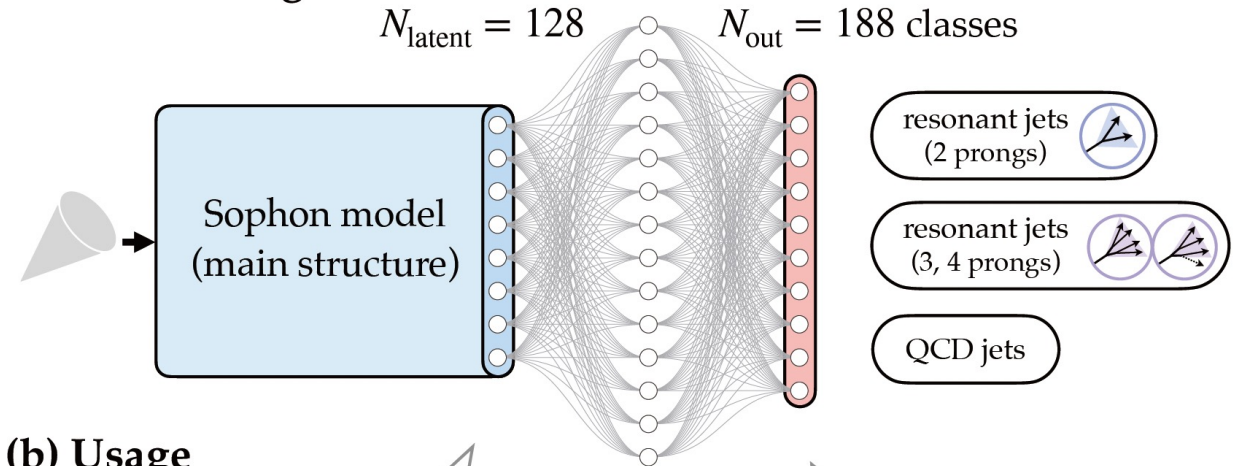 N_latent = 128
N_out = 188 classes
resonant jets
(2 prongs)
Sophon model
(main structure)
resonant jets
(3, 4 prongs)
QCD jets
(b) Usage